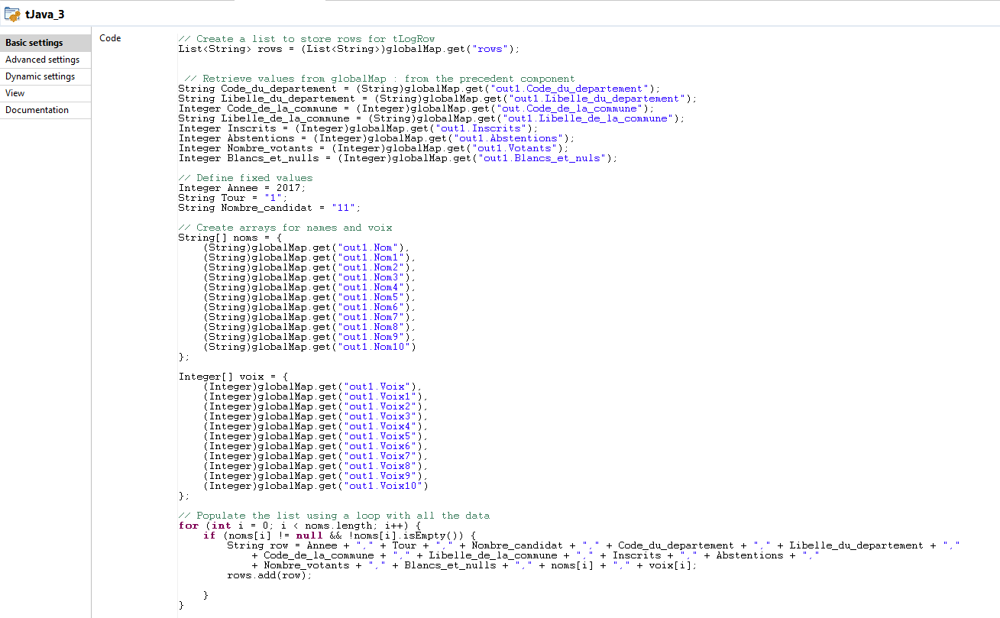 tJava_3
Basic settings
Advanced settings
Dynamic settings
View
Documentation
Code
// Create a list to store rows for tLogRow
List<String> rows = (List<String>)globalMap.get("rows");
// Retrieve values from globalMap : from the precedent component
String Code_du_departement = (String)globalMap.get("out1.Code_du_departement");
String Libelle_du_departement = (String)globalMap.get("out1.Libelle_du_departement");
Integer Code_de_la_commune = (Integer)globalMap.get("out.Code_de_la_commune");
String Libelle_de_la_commune = (String)globalMap.get("out1.Libelle_de_la_commune");
Integer Inscrits = (Integer)globalMap.get("out1.Inscrits");
Integer Abstentions = (Integer)globalMap.get("out1.Abstentions");
Integer Nombre_votants = (Integer)globalMap.get("out1.Votants");
Integer Blancs_et_nulls = (Integer)globalMap.get("out1.Blancs_et_nuls");
// Define fixed values
Integer Annee = 2017;
String Tour = "1";
String Nombre_candidat = "11";
// Create arrays for names and voix
String[] noms = {
(String)globalMap.get("out1.Nom"),
(String)globalMap.get("out1.Nom1"),
(String)globalMap.get("out1.Nom2"),
(String)globalMap.get("out1.Nom3"),
(String)globalMap.get("out1.Nom4"),
(String)globalMap.get("out1.Nom5"),
(String)globalMap.get("out1.Nom6"),
(String)globalMap.get("out1.Nom7"),
(String)globalMap.get("out1.Nom8"),
(String)globalMap.get("out1.Nom9"),
(String)globalMap.get("out1.Nom10")
};
Integer[] voix = {
(Integer)globalMap.get("out1.Voix"),
(Integer)globalMap.get("out1.Voix1"),
(Integer)globalMap.get("out1.Voix2"),
(Integer)globalMap.get("out1.Voix3"),
(Integer)globalMap.get("out1.Voix4"),
(Integer)globalMap.get("out1.Voix5"),
(Integer)globalMap.get("out1.Voix6"),
(Integer)globalMap.get("out1.Voix7"),
(Integer)globalMap.get("out1.Voix8"),
(Integer)globalMap.get("out1.Voix9"),
(Integer)globalMap.get("out1.Voix10")
};
// Populate the list using a loop with all the data
for (int i = 0; i < noms.length; i++) {
if (noms[i] != null && !noms[i].isEmpty()) {
String row = Annee + "," + Tour + "," + Nombre_candidat + "," + Code_du_departement + "," + Libelle_du_departement + ","
+ Code_de_la_commune + "," + Libelle_de_la_commune + "," + Inscrits + "," + Abstentions + ","
+ Nombre_votants + "," + Blancs_et_nulls + "," + noms[i] + "," + voix[i];
rows.add(row);
}
}